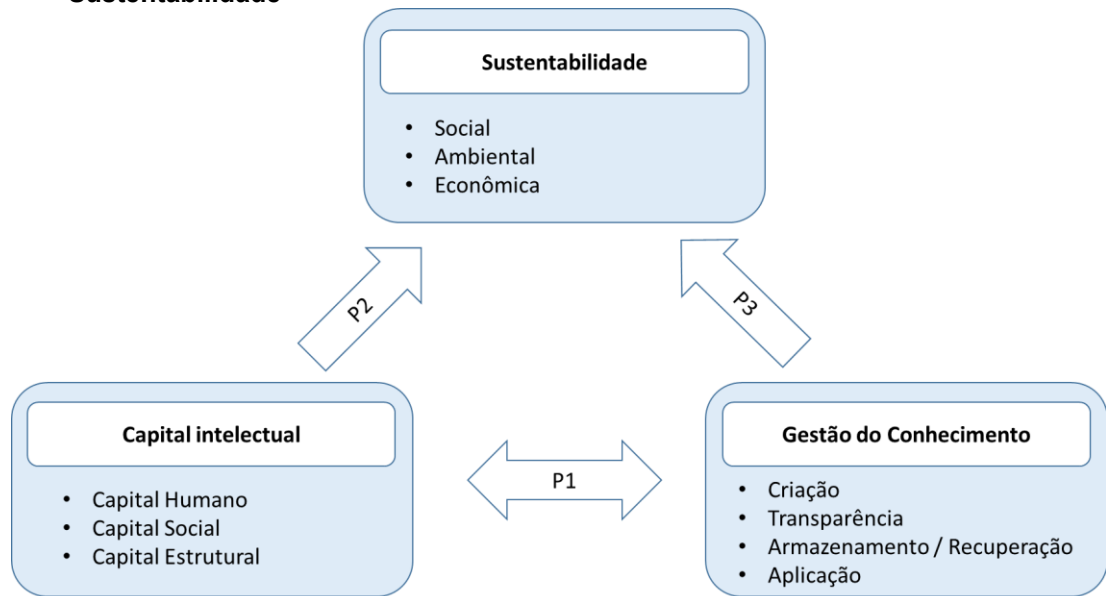 Sustentabilidade
Sustentabilidade
• Social
• Ambiental
• Econômica
P2
P3
Capital intelectual
• Capital Humano
• Capital Social
• Capital Estrutural
P1
Gestão do Conhecimento
• Criação
• Transparência
• Armazenamento / Recuperação
• Aplicação